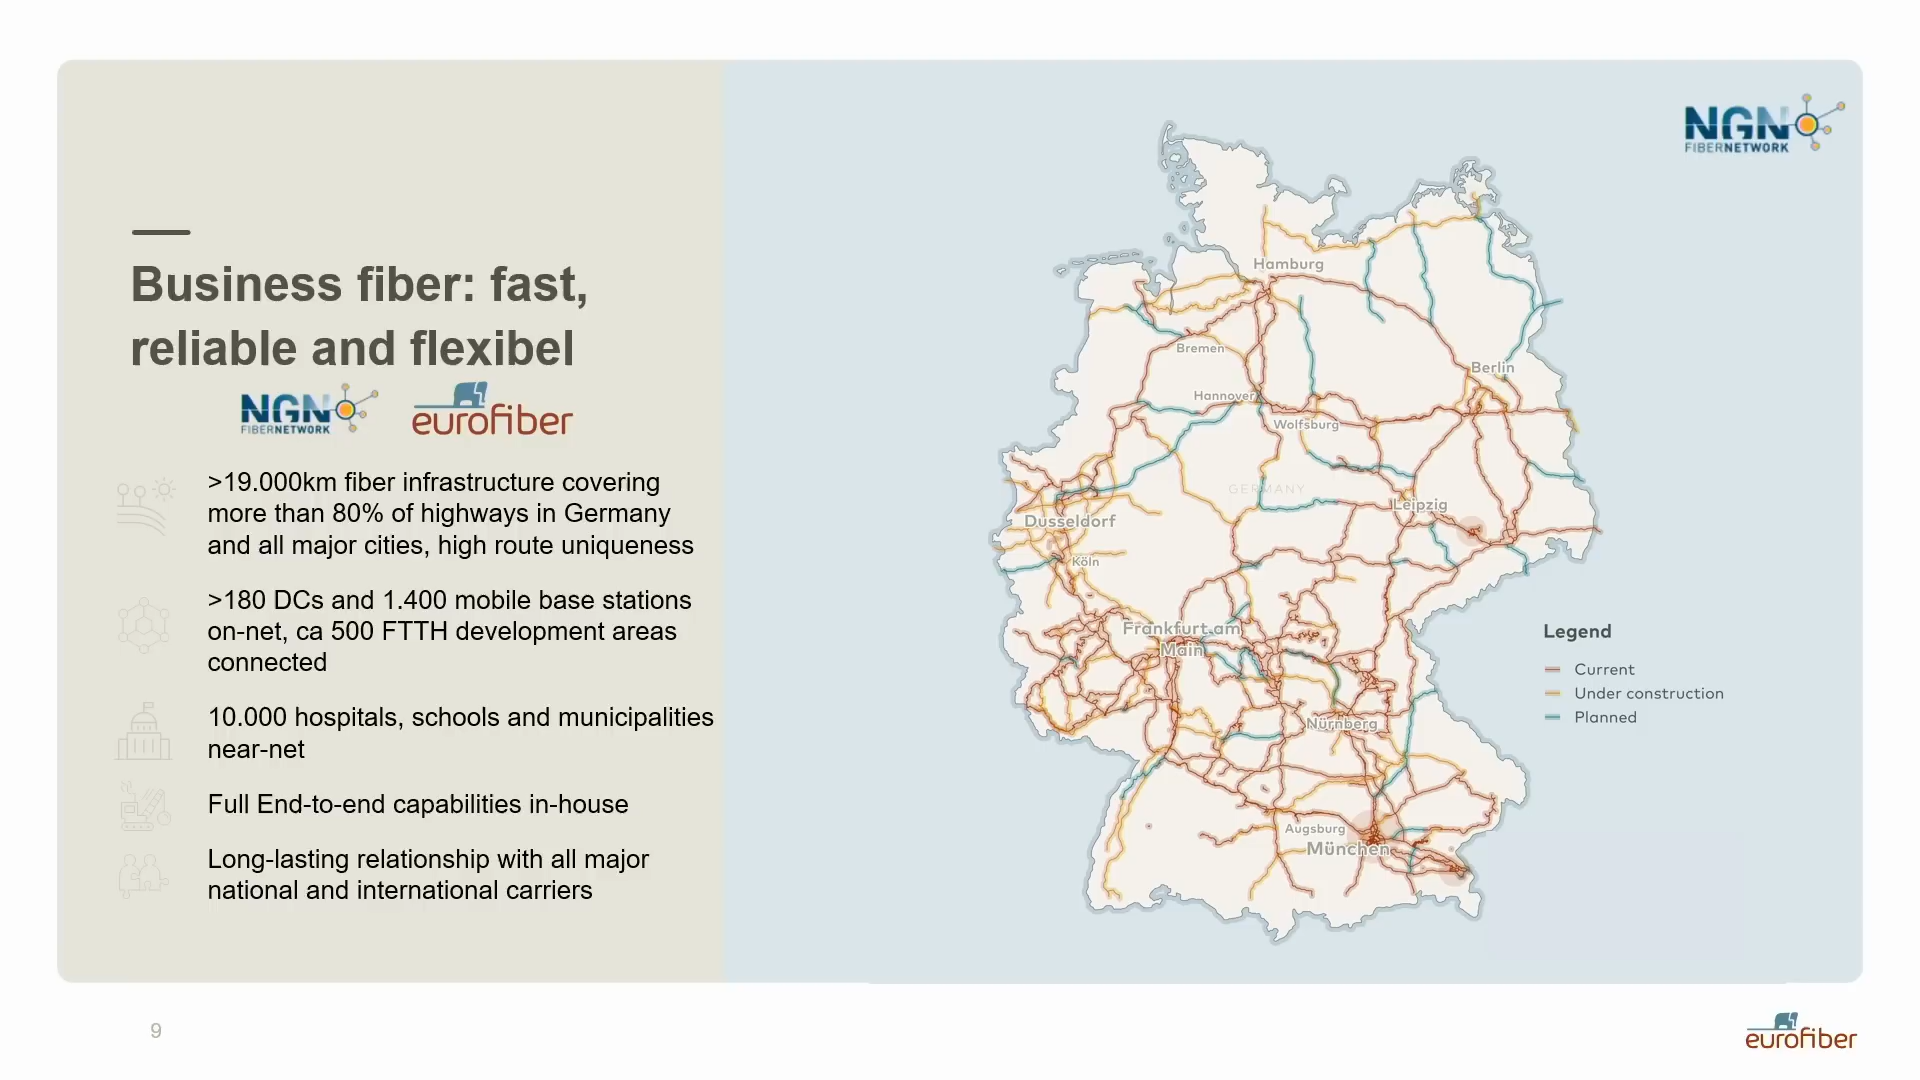 Business fiber: fast,
reliable and flexibel
NGN
FIBERNETWORK
eurofiber
>19.000km fiber infrastructure covering
more than 80% of highways in Germany
and all major cities, high route uniqueness
>180 DCs and 1.400 mobile base stations
on-net, ca 500 FTTH development areas
connected
10.000 hospitals, schools and municipalities
near-net
Full End-to-end capabilities in-house
Long-lasting relationship with all major
national and international carriers
NGN
FIBERNETWORK
Hamburg
Bremen
Berlin
Hannover
Wolfsburg
GERMANY
Leipzig
Dusseldorf
Köln
Frankfurt am
Main
Nürnberg
Augsburg
München
Legend
Current
Under construction
Planned
9
eurofiber